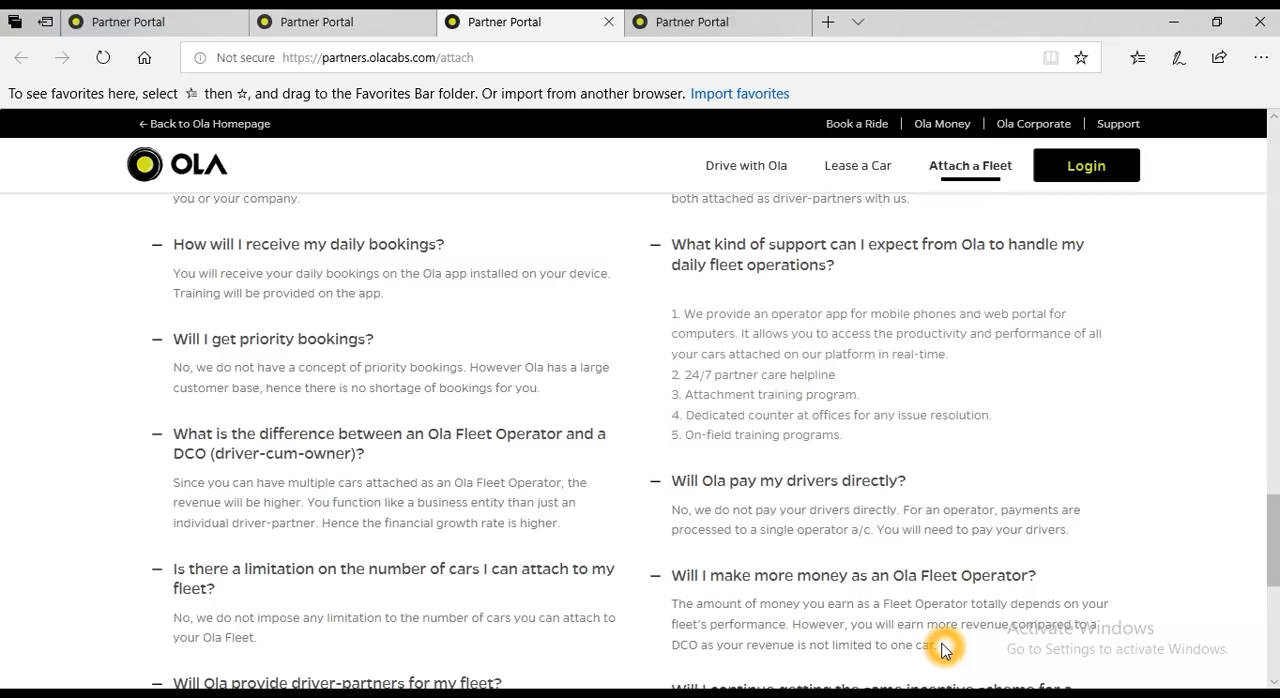 Partner Portal
Partner Portal
Partner Portal
Partner Portal
Not secure https://partners.olacabs.com/attach
To see favorites here, select then ☆, and drag to the Favorites Bar folder. Or import from another browser. Import favorites
← Back to Ola Homepage
Book a Ride | Ola Money | Ola Corporate | Support
OLA
Drive with Ola
Lease a Car
Attach a Fleet
Login
you or your company.
– How will I receive my daily bookings?
You will receive your daily bookings on the Ola app installed on your device.
Training will be provided on the app.
– Will I get priority bookings?
No, we do not have a concept of priority bookings. However Ola has a large
customer base, hence there is no shortage of bookings for you.
– What is the difference between an Ola Fleet Operator and a
DCO (driver-cum-owner)?
Since you can have multiple cars attached as an Ola Fleet Operator, the
revenue will be higher. You function like a business entity than just an
individual driver-partner. Hence the financial growth rate is higher.
– Is there a limitation on the number of cars I can attach to my
fleet?
No, we do not impose any limitation to the number of cars you can attach to
your Ola Fleet.
– Will Ola provide driver-partners for my fleet?
both attached as driver-partners with us.
– What kind of support can I expect from Ola to handle my
daily fleet operations?
1. We provide an operator app for mobile phones and web portal for
computers. It allows you to access the productivity and performance of all
your cars attached on our platform in real-time.
2. 24/7 partner care helpline
3. Attachment training program.
4. Dedicated counter at offices for any issue resolution.
5. On-field training programs.
– Will Ola pay my drivers directly?
No, we do not pay your drivers directly. For an operator, payments are
processed to a single operator a/c. You will need to pay your drivers.
– Will I make more money as an Ola Fleet Operator?
The amount of money you earn as a Fleet Operator totally depends on your
fleet's performance. However, you will earn more revenue compared to a
DCO as your revenue is not limited to one car.
Will I continue getting the same incentive scheme for a
Activate Windows
Go to Settings to activate Windows.